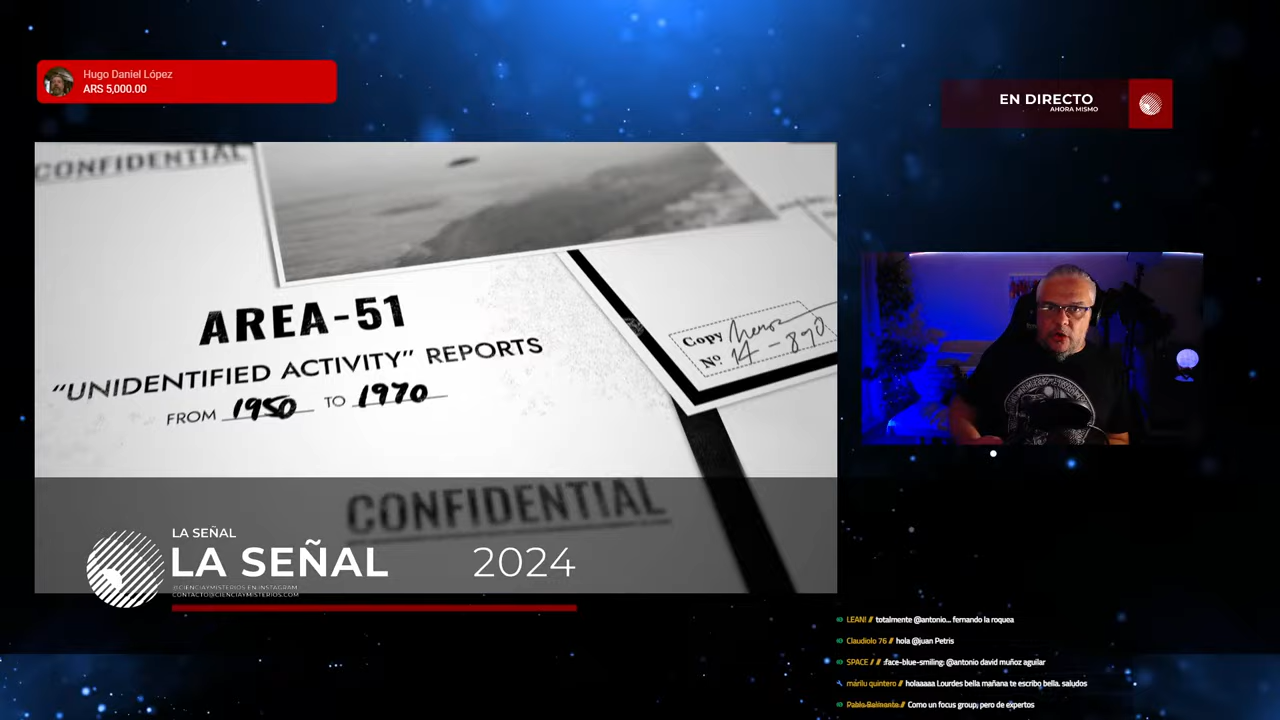 Hugo Daniel López
ARS 5,000.00
EN DIRECTO
AHORA MISMO
CONFIDENTIAL
AREA-51
“UNIDENTIFIED ACTIVITY” REPORTS
FROM 1950 TO 1970
Copy
Nº 14-890
CONFIDENTIAL
LA SEÑAL
LA SEÑAL 2024
@CIENCIAYMISTERIOS EN INSTAGRAM
CONTACTO@CIENCIAYMISTERIOS.COM
LEAN! // totalmente @antonio... fernando la roquea
Claudiolo 76 // hola @juan Petris
SPACE // // :face-blue-smiling: @antonio david muñoz aguilar
márilu quintero // holaaaaa Lourdes bella mañana te escribo bella. saludos
Pablo Belmonte // Como un focus group, pero de expertos